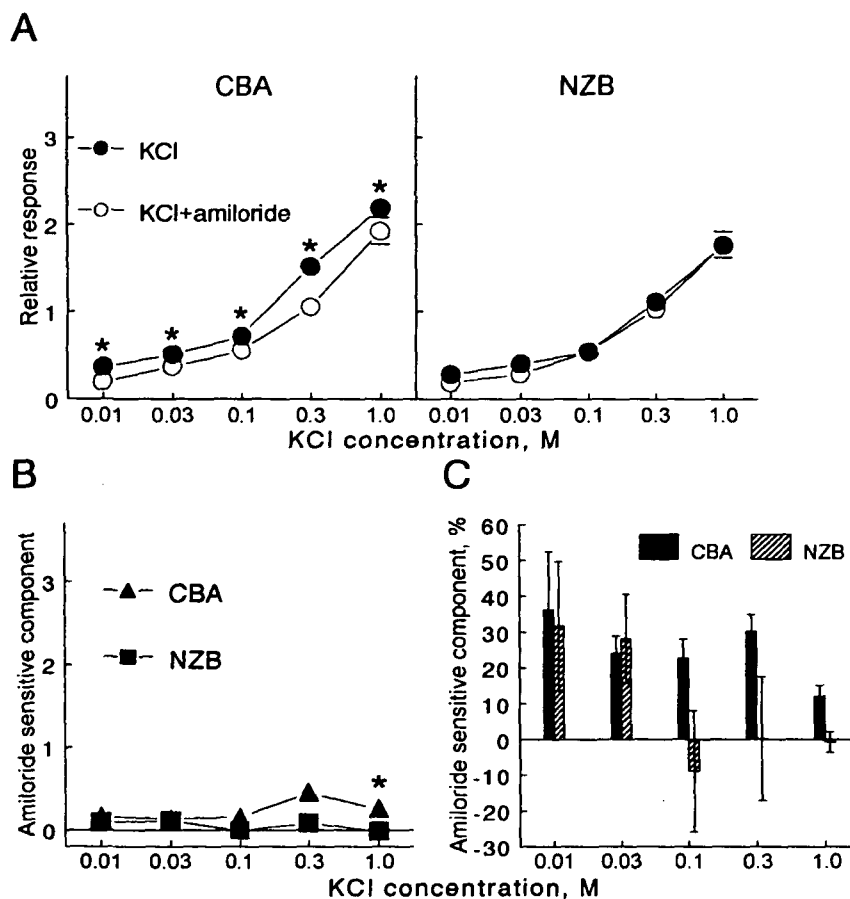 A
CBA
NZB
Relative response
3
2
1
0
KCl
KCl+amiloride
*
*
*
*
*
0.01 0.03 0.1 0.3 1.0
0.01 0.03 0.1 0.3 1.0
KCl concentration, M
B
Amiloride sensitive component
3
2
1
0
CBA
NZB
*
0.01 0.03 0.1 0.3 1.0
C
Amiloride sensitive component, %
60
50
40
30
20
10
0
-10
-20
-30
CBA
NZB
0.01 0.03 0.1 0.3 1.0
KCl concentration, M